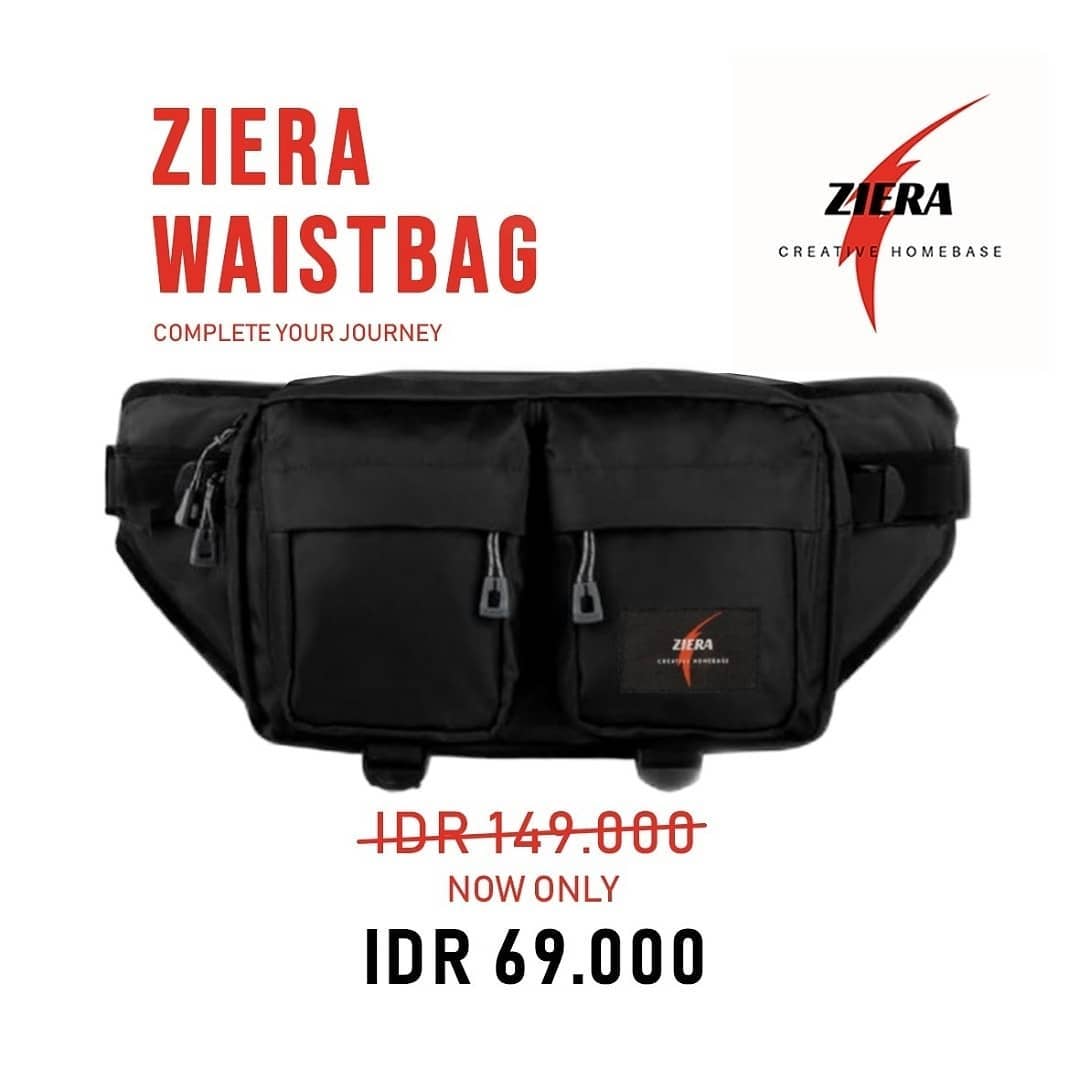 ZIERA
WAISTBAG
COMPLETE YOUR JOURNEY
ZIERA
CREATIVE HOMEBASE
ZIERA
CREATIVE HOMEBASE
IDR 149.000
NOW ONLY
IDR 69.000